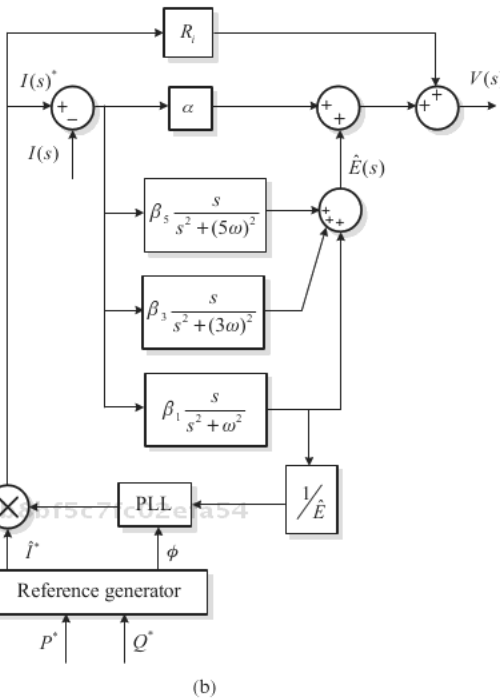 R_i
I(s)^*
V(s
+
−
α
+
+
+
+
I(s)
Ê(s)
β_5 s / (s^2 + (5ω)^2)
+
+
+
β_3 s / (s^2 + (3ω)^2)
β_1 s / (s^2 + ω^2)
PLL
1/Ê
×
Î^*
φ
Reference generator
P^*
Q^*
(b)